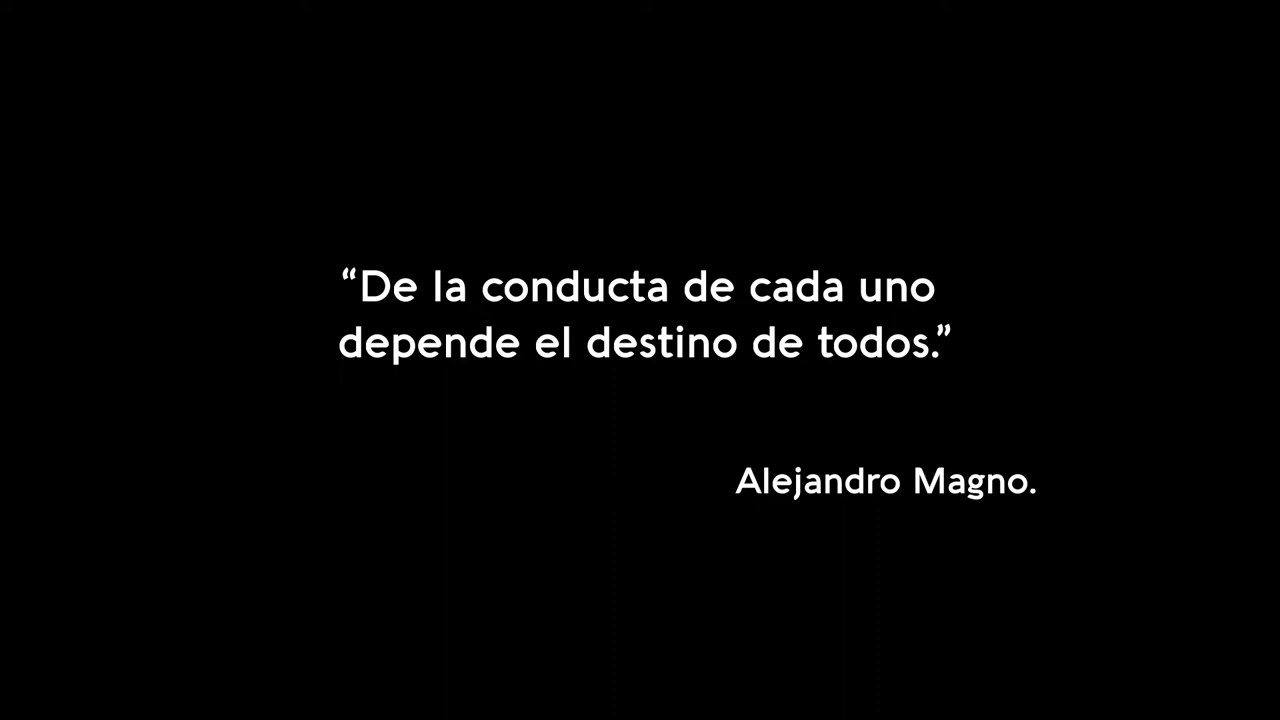 “De la conducta de cada uno
depende el destino de todos.”
Alejandro Magno.